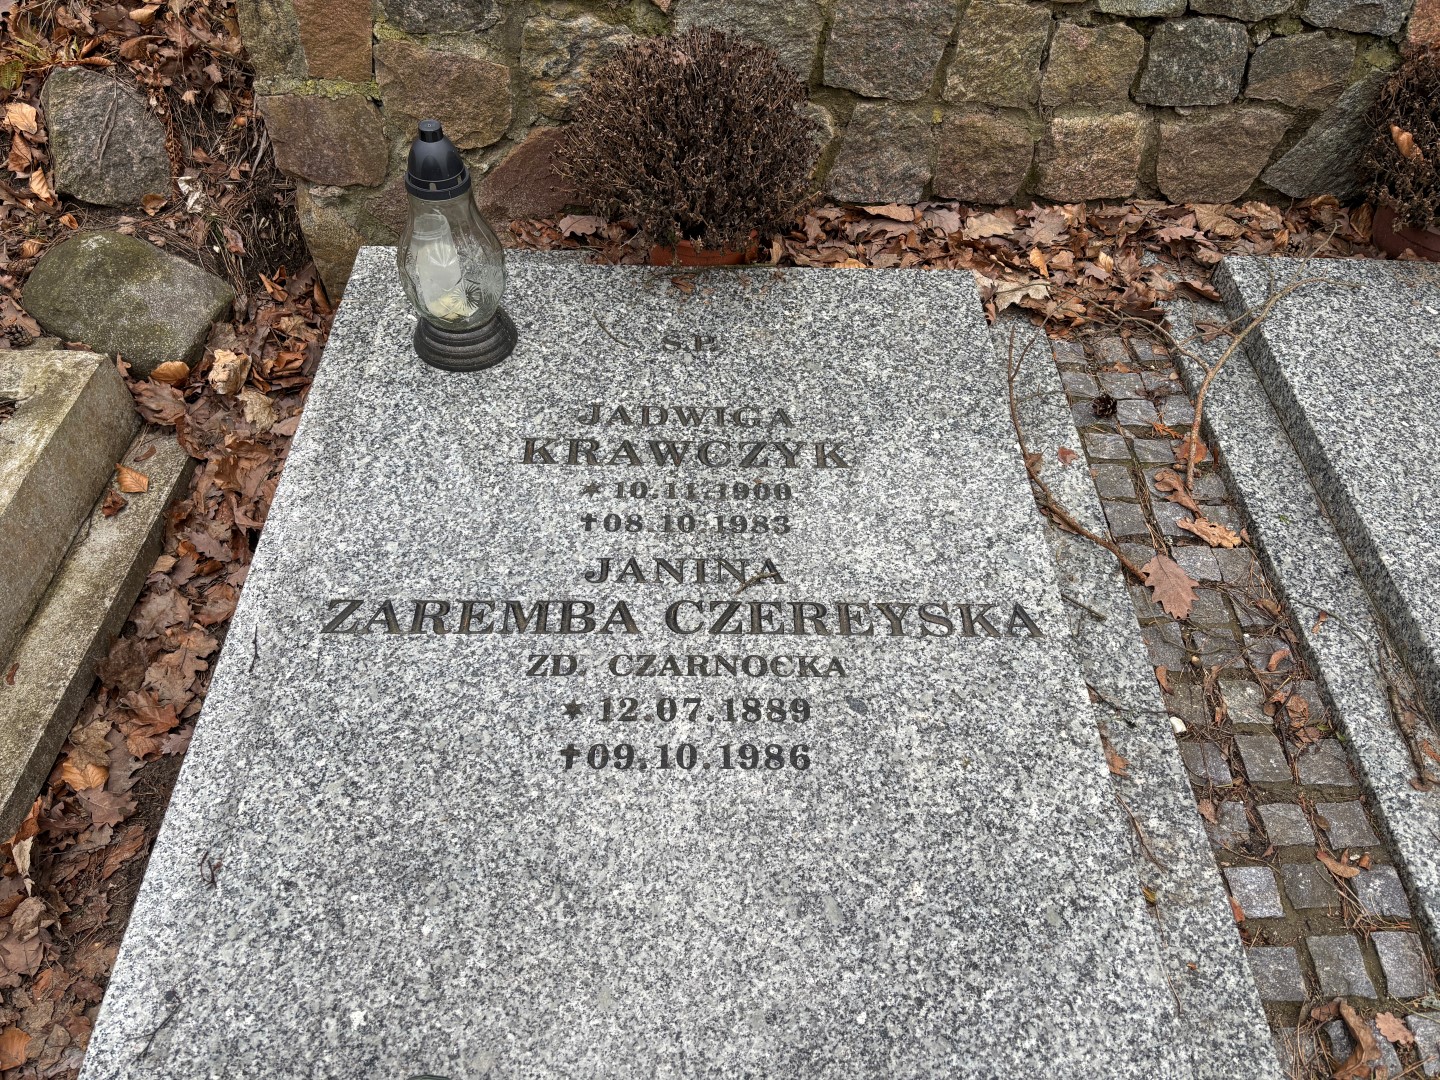 Ś.P.
JADWIGA
KRAWCZYK
* 10.11.1900
✝ 08.10.1983
JANINA
ZAREMBA CZEREYSKA
ZD. CZARNOCKA
* 12.07.1889
✝ 09.10.1986